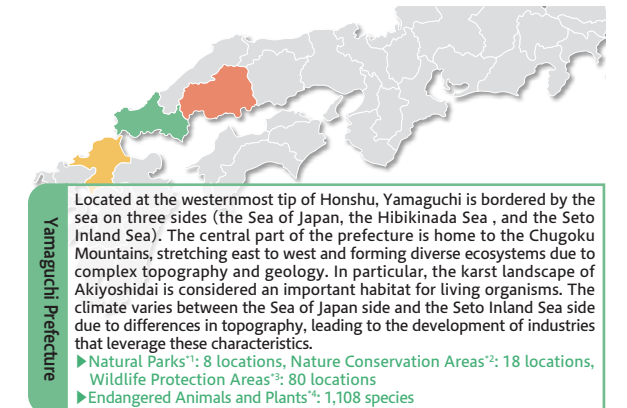 Yamaguchi Prefecture
Located at the westernmost tip of Honshu, Yamaguchi is bordered by the
sea on three sides (the Sea of Japan, the Hibikinada Sea , and the Seto
Inland Sea). The central part of the prefecture is home to the Chugoku
Mountains, stretching east to west and forming diverse ecosystems due to
complex topography and geology. In particular, the karst landscape of
Akiyoshidai is considered an important habitat for living organisms. The
climate varies between the Sea of Japan side and the Seto Inland Sea side
due to differences in topography, leading to the development of industries
that leverage these characteristics.
▶Natural Parks*1: 8 locations, Nature Conservation Areas*2: 18 locations,
Wildlife Protection Areas*3: 80 locations
▶Endangered Animals and Plants*4: 1,108 species